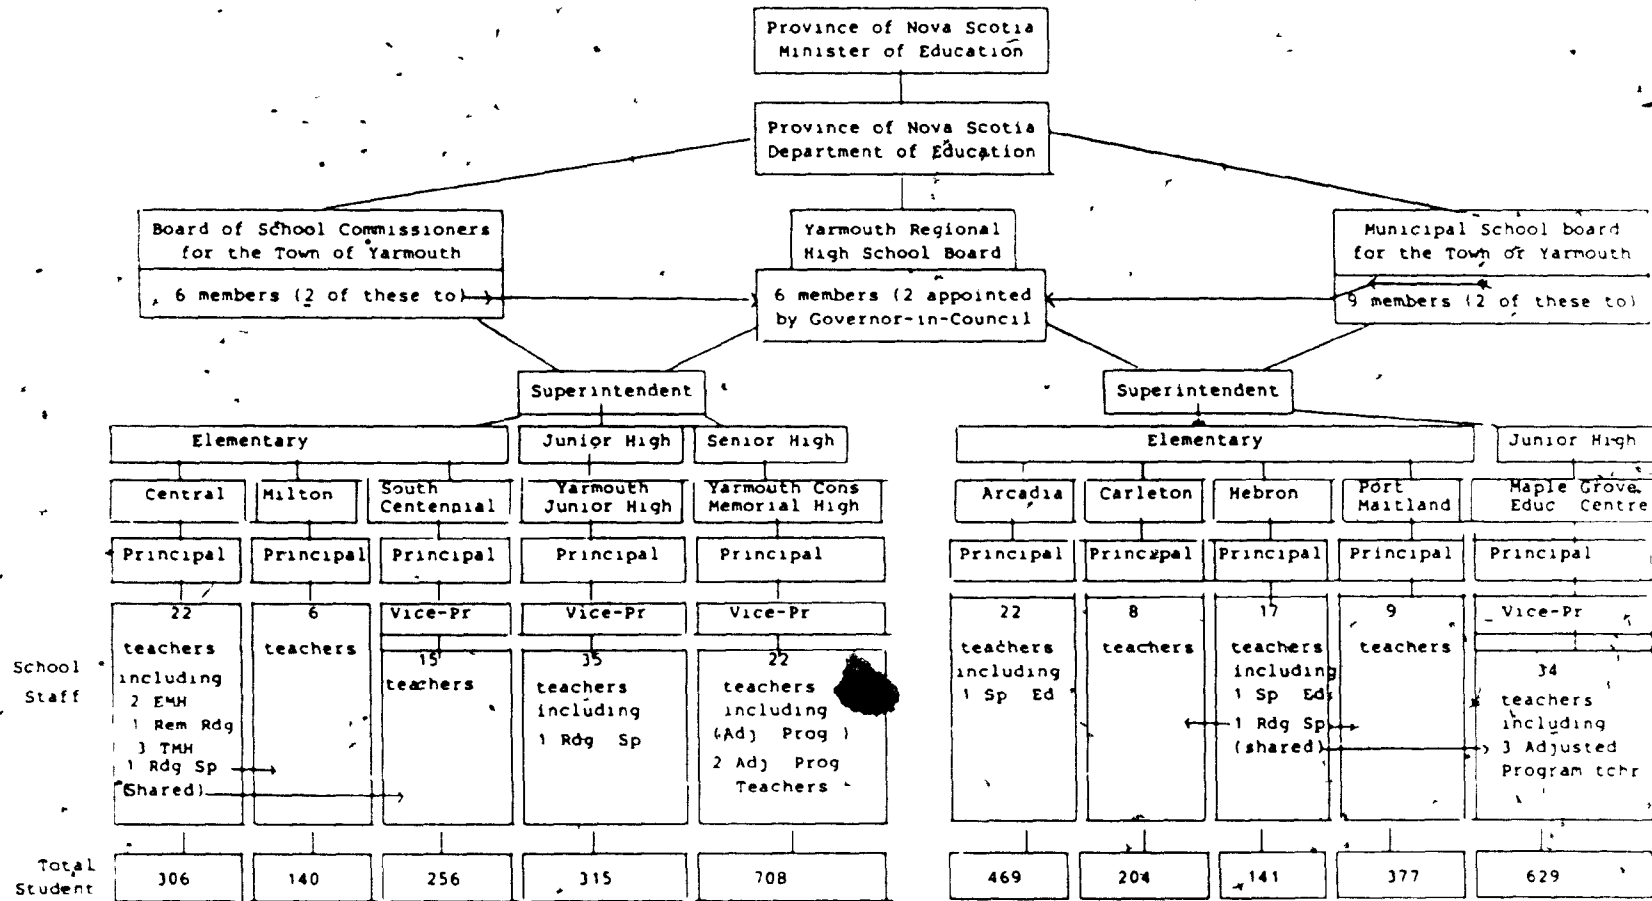 Province of Nova Scotia
Minister of Education
Province of Nova Scotia
Department of Education
Board of School Commissioners
for the Town of Yarmouth
6 members (2 of these to)
Yarmouth Regional
High School Board
6 members (2 appointed
by Governor-in-Council
Municipal School board
for the Town or Yarmouth
9 members (2 of these to)
Superintendent
Superintendent
Elementary
Junior High
Senior High
Elementary
Junior High
Central
Milton
South
Centennial
Yarmouth
Junior High
Yarmouth Cons
Memorial High
Arcadia
Carleton
Hebron
Port
Maitland
Maple Grove
Educ Centre
Principal
Principal
Principal
Principal
Principal
Principal
Principal
Principal
Principal
Principal
School
Staff
22
teachers
including
2 EMH
1 Rem Rdg
3 TMH
1 Rdg Sp
(Shared)
6
teachers
Vice-Pr
15
teachers
Vice-Pr
35
teachers
including
1 Rdg Sp
Vice-Pr
22
teachers
including
(Adj Prog )
2 Adj Prog
Teachers
22
teachers
including
1 Sp Ed
8
teachers
17
teachers
including
1 Sp Ed
1 Rdg Sp
(shared)
9
teachers
Vice-Pr
34
teachers
including
3 Adjusted
Program tchr
Total
Student
306
140
256
315
708
469
204
141
377
629